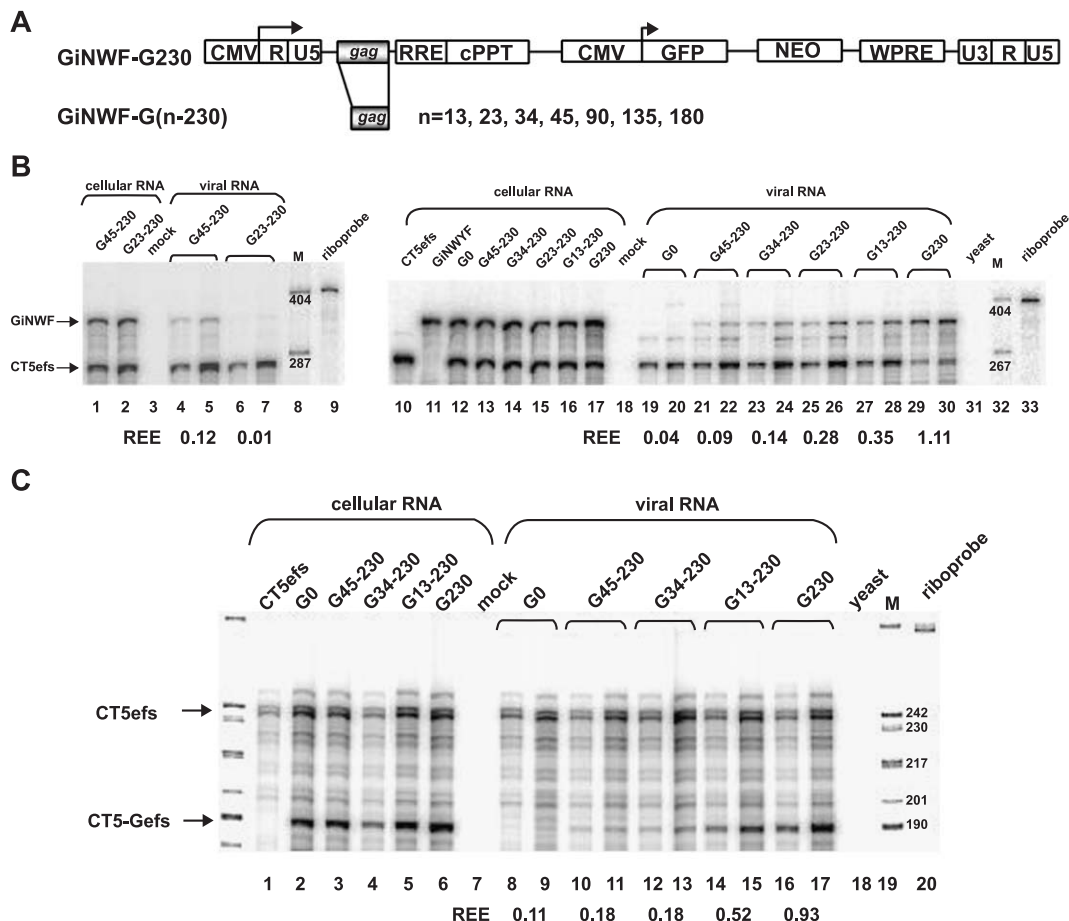 A
GiNWF-G230
CMV R U5 gag RRE cPPT CMV GFP NEO WPRE U3 R U5
GiNWF-G(n-230) gag n=13, 23, 34, 45, 90, 135, 180
B
cellular RNA viral RNA
G45-230 G23-230 mock G45-230 G23-230 M riboprobe
404
GiNWF
287
CT5efs
1 2 3 4 5 6 7 8 9
REE 0.12 0.01
cellular RNA viral RNA
CT5efs GiNWYF G0 G45-230 G34-230 G23-230 G13-230 G230 mock G0 G45-230 G34-230 G23-230 G13-230 G230 yeast M riboprobe
404
267
10 11 12 13 14 15 16 17 18 19 20 21 22 23 24 25 26 27 28 29 30 31 32 33
REE 0.04 0.09 0.14 0.28 0.35 1.11
C
cellular RNA viral RNA
CT5efs G0 G45-230 G34-230 G13-230 G230 mock G0 G45-230 G34-230 G13-230 G230 yeast M riboprobe
CT5efs
242
230
217
201
CT5-Gefs
190
1 2 3 4 5 6 7 8 9 10 11 12 13 14 15 16 17 18 19 20
REE 0.11 0.18 0.18 0.52 0.93